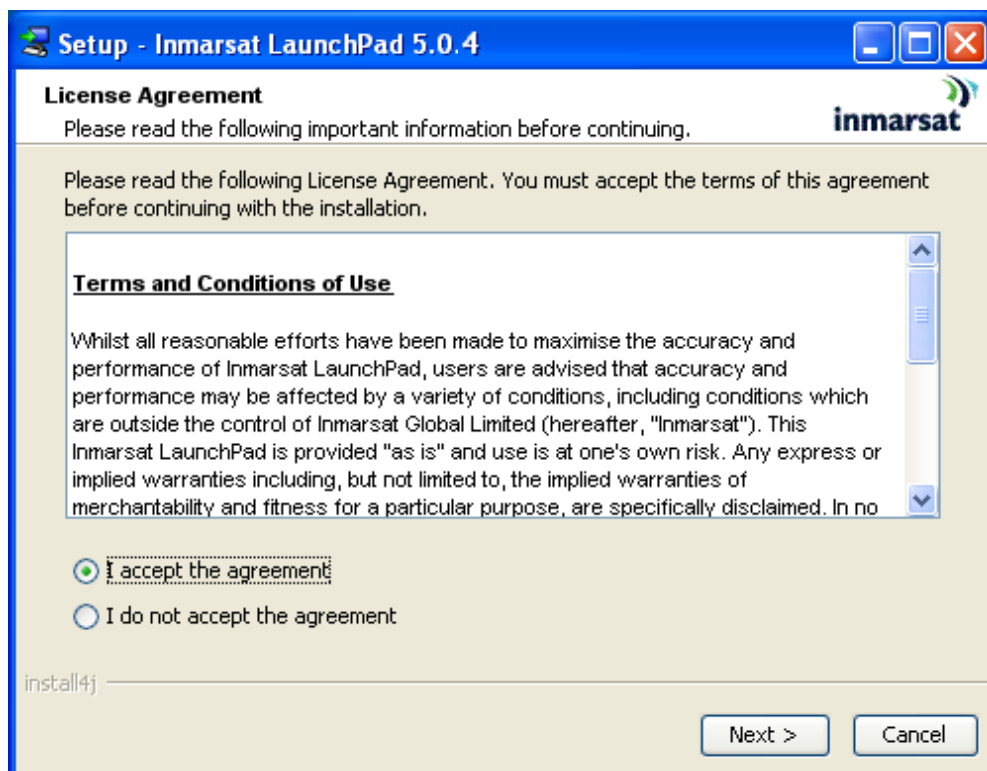 Setup - Inmarsat LaunchPad 5.0.4
License Agreement
Please read the following important information before continuing.
inmarsat
Please read the following License Agreement. You must accept the terms of this agreement
before continuing with the installation.
Terms and Conditions of Use
Whilst all reasonable efforts have been made to maximise the accuracy and
performance of Inmarsat LaunchPad, users are advised that accuracy and
performance may be affected by a variety of conditions, including conditions which
are outside the control of Inmarsat Global Limited (hereafter, "Inmarsat"). This
Inmarsat LaunchPad is provided "as is" and use is at one's own risk. Any express or
implied warranties including, but not limited to, the implied warranties of
merchantability and fitness for a particular purpose, are specifically disclaimed. In no
I accept the agreement
I do not accept the agreement
install4j
Next >
Cancel